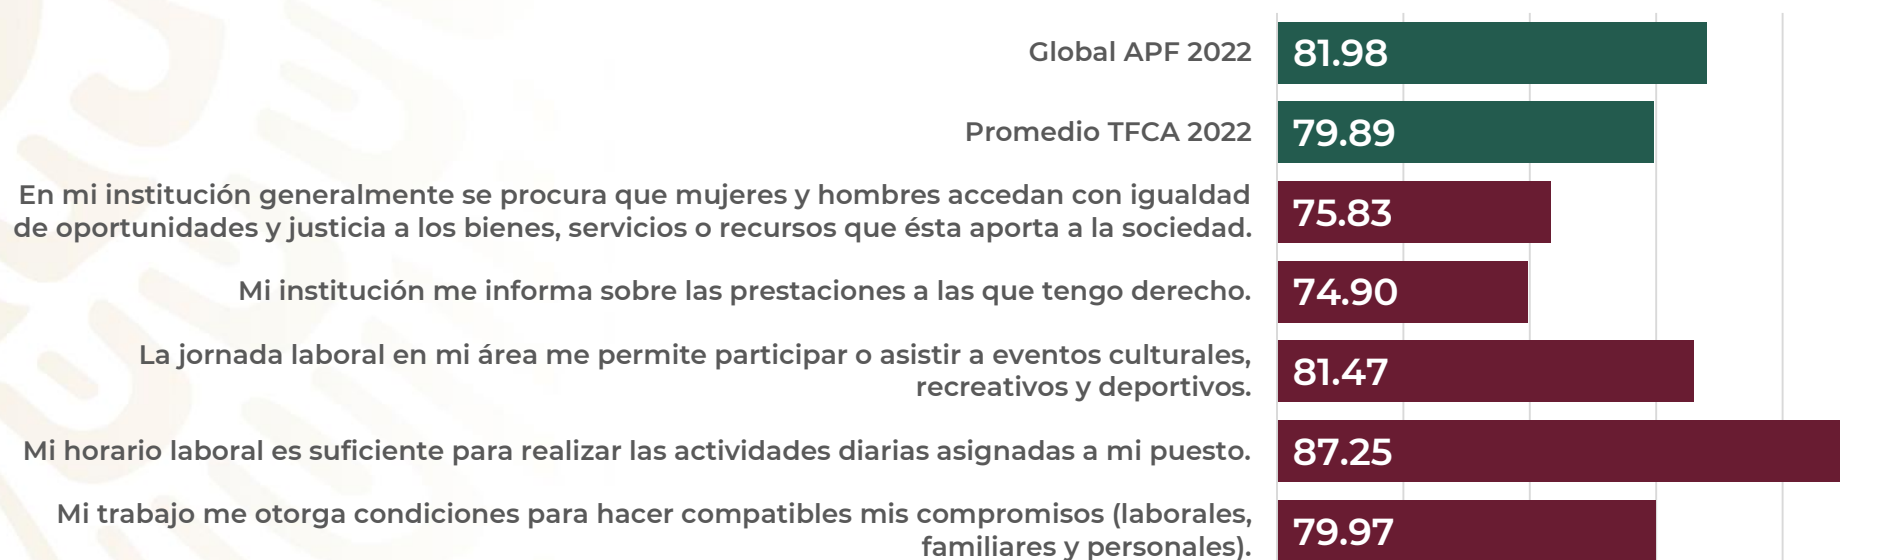 Global APF 2022 81.98
Promedio TFCA 2022 79.89
En mi institución generalmente se procura que mujeres y hombres accedan con igualdad
de oportunidades y justicia a los bienes, servicios o recursos que ésta aporta a la sociedad.
75.83
Mi institución me informa sobre las prestaciones a las que tengo derecho. 74.90
La jornada laboral en mi área me permite participar o asistir a eventos culturales,
recreativos y deportivos.
81.47
Mi horario laboral es suficiente para realizar las actividades diarias asignadas a mi puesto. 87.25
Mi trabajo me otorga condiciones para hacer compatibles mis compromisos (laborales,
familiares y personales).
79.97